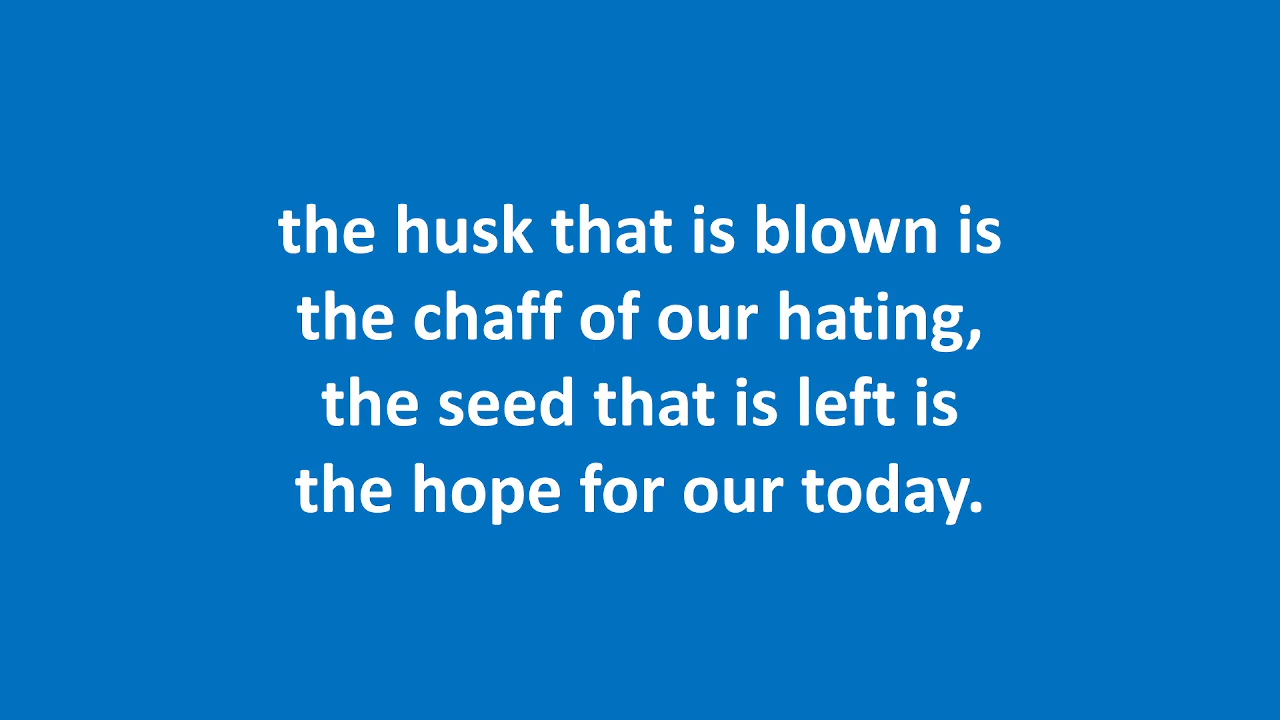 the husk that is blown is
the chaff of our hating,
the seed that is left is
the hope for our today.